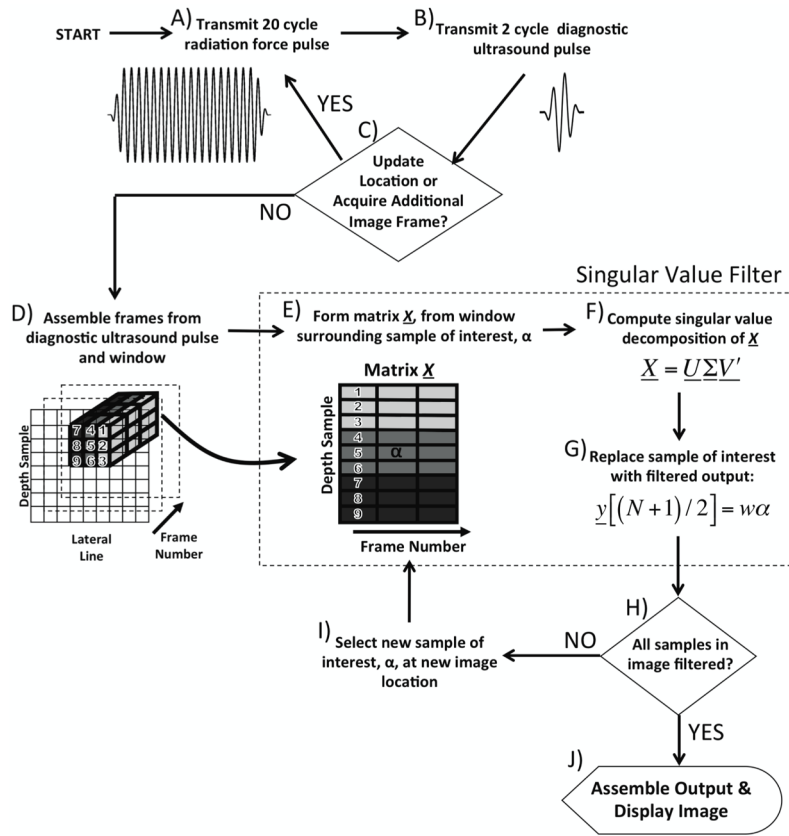 START
A) Transmit 20 cycle
radiation force pulse
B) Transmit 2 cycle diagnostic
ultrasound pulse
YES
C)
Update
Location or
Acquire Additional
Image Frame?
NO
Singular Value Filter
D) Assemble frames from
diagnostic ultrasound pulse
and window
E) Form matrix X, from window
surrounding sample of interest, α
F) Compute singular value
decomposition of X
X = UΣV'
Matrix X
Depth Sample
7 4 1
8 5 2
9 6 3
Lateral
Line
Frame
Number
Depth Sample
1
2
3
4
5 α
6
7
8
9
Frame Number
G) Replace sample of interest
with filtered output:
y[(N+1)/2] = wα
H)
All samples in
image filtered?
NO
I) Select new sample of
interest, α, at new image
location
YES
J)
Assemble Output &
Display Image